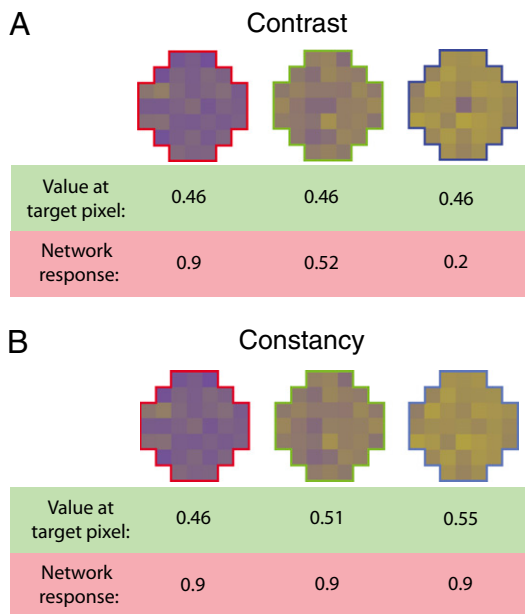 A
Contrast
Value at
target pixel:
0.46 0.46 0.46
Network
response:
0.9 0.52 0.2
B
Constancy
Value at
target pixel:
0.46 0.51 0.55
Network
response:
0.9 0.9 0.9